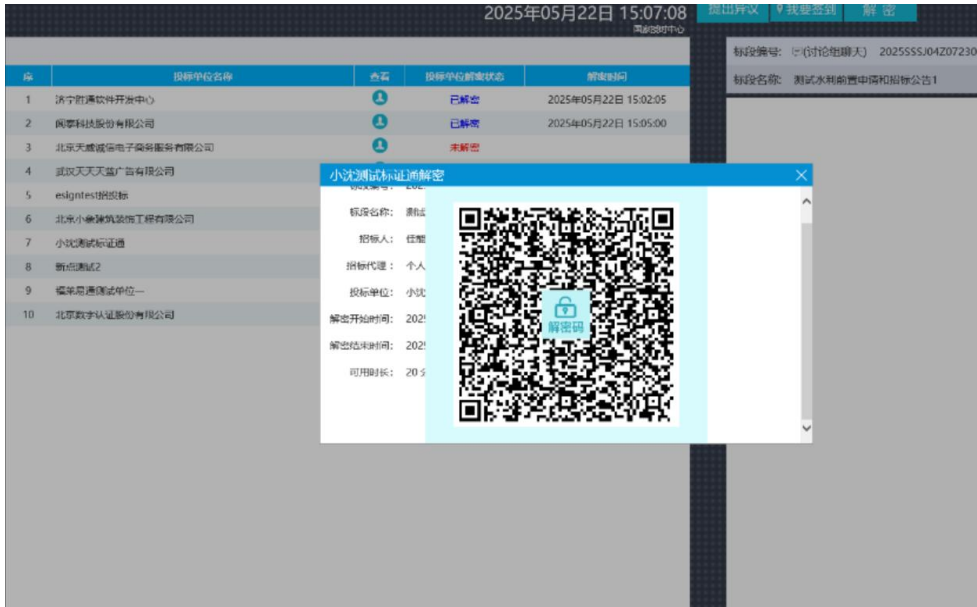 2025年05月22日 15:07:08
国家授时中心
提出异议 我要签到 解 密
标段编号: (讨论组聊天) 2025SSSJ04Z07230
标段名称: 测试水利前置申请和招标公告1
序 投标单位名称 查看 投标单位解密状态 解密时间
1 济宁胜通软件开发中心 已解密 2025年05月22日 15:02:05
2 闽泰科技股份有限公司 已解密 2025年05月22日 15:05:00
3 北京天威诚信电子商务服务有限公司 未解密
4 武汉天天天蓝广告有限公司
5 esigntest招投标
6 北京小象建筑装饰工程有限公司
7 小沈测试标证通
8 新点测试2
9 福莱易通测试单位一
10 北京数字认证股份有限公司
小沈测试标证通解密
标段名称: 测试
招标人:
招标代理: 个人
投标单位: 小沈
解密开始时间: 202
解密结束时间: 202
可用时长: 20 分
解密码